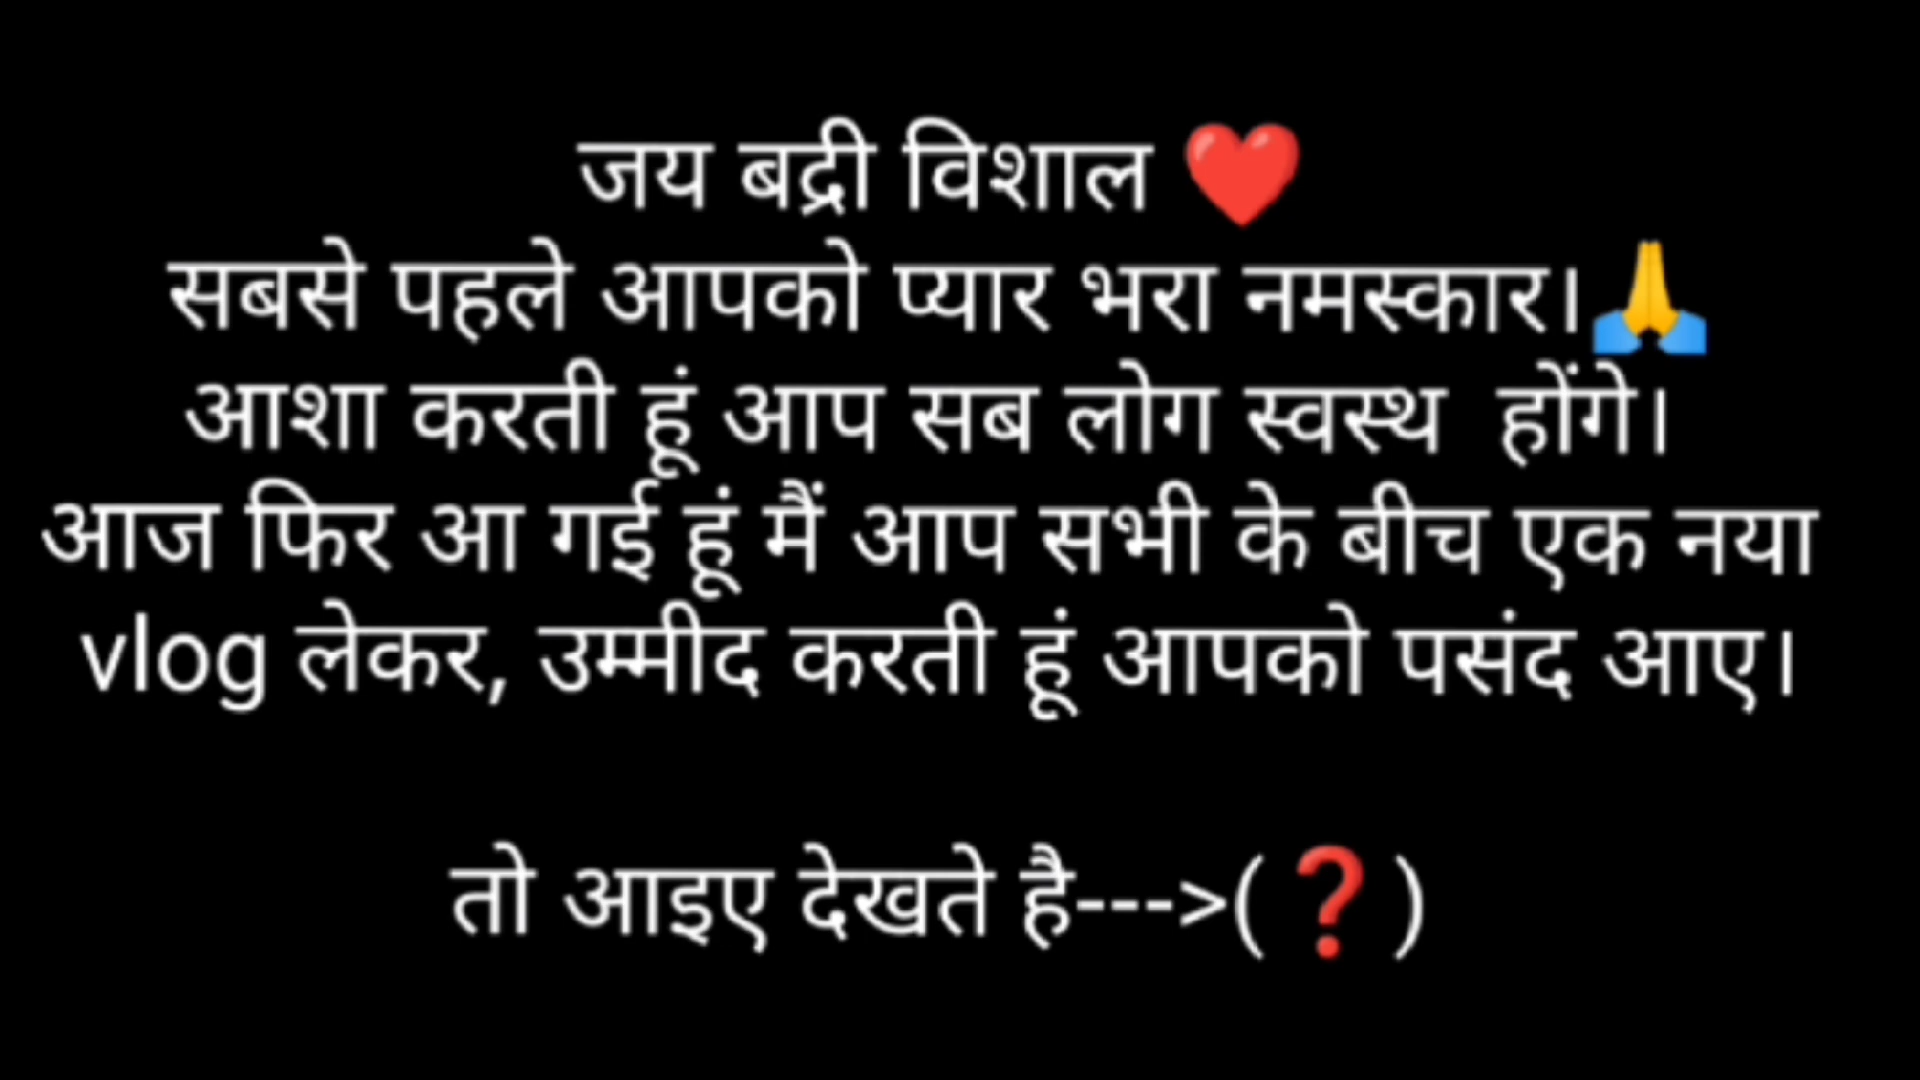 जय बद्री विशाल ❤️
सबसे पहले आपको प्यार भरा नमस्कार।🙏
आशा करती हूं आप सब लोग स्वस्थ  होंगे।
आज फिर आ गई हूं मैं आप सभी के बीच एक नया
vlog लेकर, उम्मीद करती हूं आपको पसंद आए।
तो आइए देखते है--->(❓)